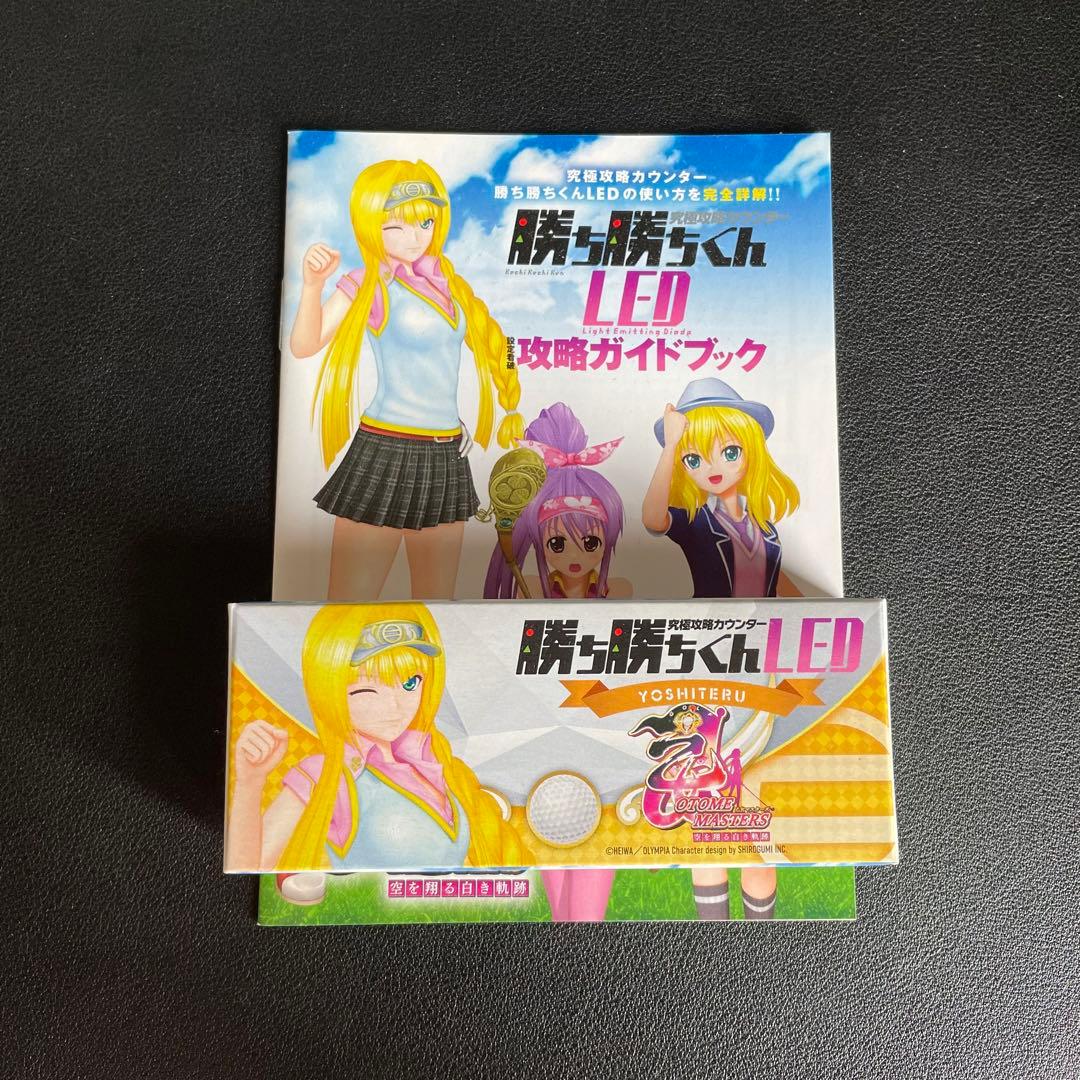 究極攻略カウンター
勝ち勝ちくんLEDの使い方を完全詳解!!
究極攻略カウンター
勝ち勝ちくん
Kachi Kachi Kun
LED
Light Emitting Diode
設定看破
攻略ガイドブック
究極攻略カウンター
勝ち勝ちくんLED
YOSHITERU
乙女
OTOME
MASTERS
空を翔る白き軌跡
©HEIWA／OLYMPIA Character design by SHIROGUMI INC.
空を翔る白き軌跡